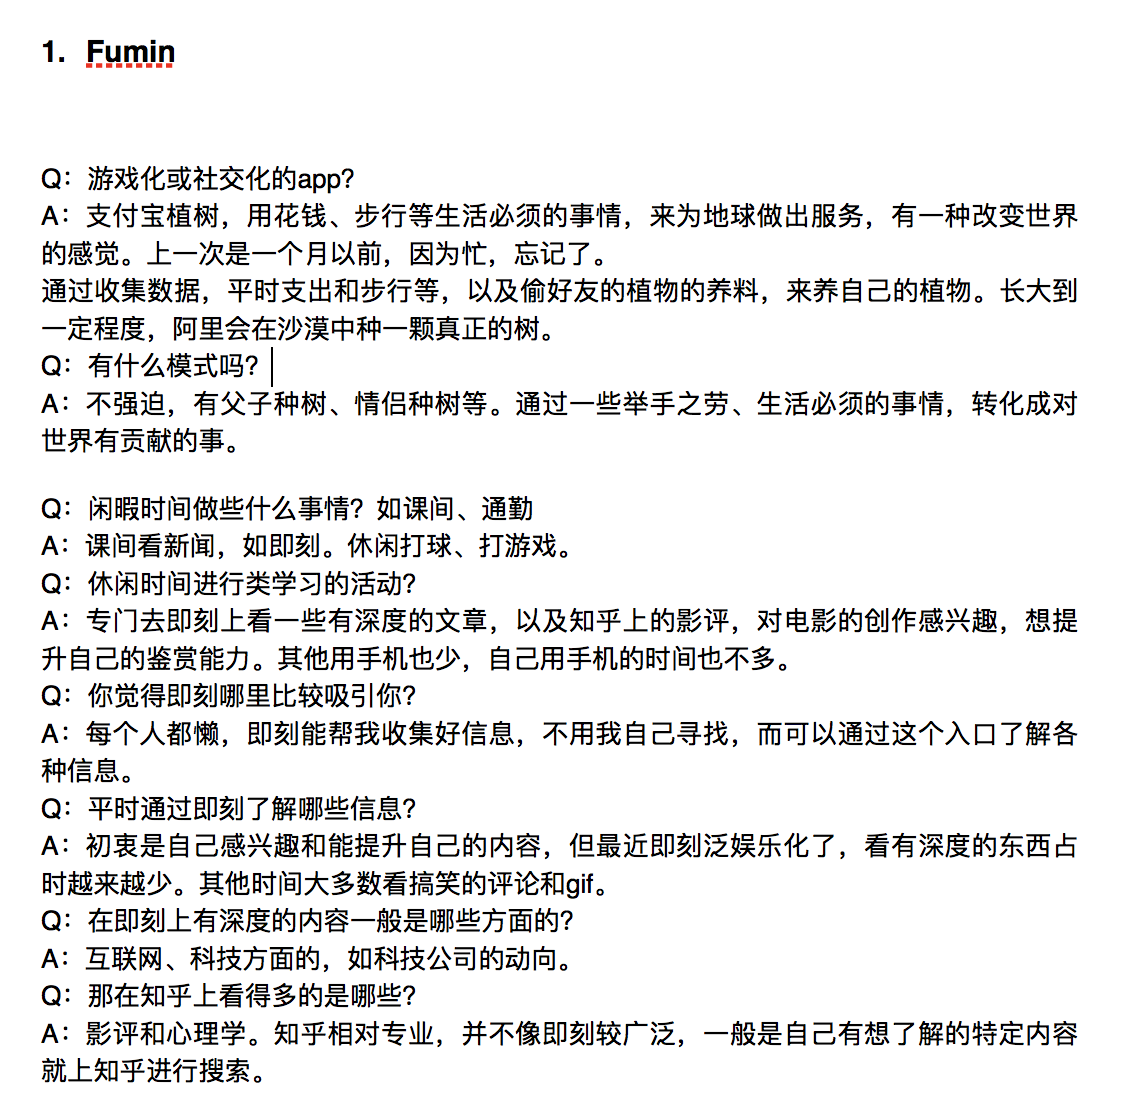 1. Fumin
Q：游戏化或社交化的app？
A：支付宝植树，用花钱、步行等生活必须的事情，来为地球做出服务，有一种改变世界
的感觉。上一次是一个月以前，因为忙，忘记了。
通过收集数据，平时支出和步行等，以及偷好友的植物的养料，来养自己的植物。长大到
一定程度，阿里会在沙漠中种一颗真正的树。
Q：有什么模式吗？
A：不强迫，有父子种树、情侣种树等。通过一些举手之劳、生活必须的事情，转化成对
世界有贡献的事。
Q：闲暇时间做些什么事情？如课间、通勤
A：课间看新闻，如即刻。休闲打球、打游戏。
Q：休闲时间进行类学习的活动？
A：专门去即刻上看一些有深度的文章，以及知乎上的影评，对电影的创作感兴趣，想提
升自己的鉴赏能力。其他用手机也少，自己用手机的时间也不多。
Q：你觉得即刻哪里比较吸引你？
A：每个人都懒，即刻能帮我收集好信息，不用我自己寻找，而可以通过这个入口了解各
种信息。
Q：平时通过即刻了解哪些信息？
A：初衷是自己感兴趣和能提升自己的内容，但最近即刻泛娱乐化了，看有深度的东西占
时越来越少。其他时间大多数看搞笑的评论和gif。
Q：在即刻上有深度的内容一般是哪些方面的？
A：互联网、科技方面的，如科技公司的动向。
Q：那在知乎上看得多的是哪些？
A：影评和心理学。知乎相对专业，并不像即刻较广泛，一般是自己有想了解的特定内容
就上知乎进行搜索。